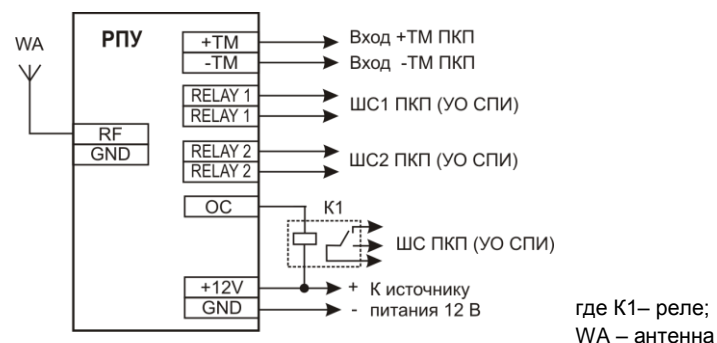 WA
РПУ
+TM
Вход +ТМ ПКП
-TM
Вход -ТМ ПКП
RELAY 1
RELAY 1
ШС1 ПКП (УО СПИ)
RF
GND
RELAY 2
RELAY 2
ШС2 ПКП (УО СПИ)
OC
К1
ШС ПКП (УО СПИ)
+12V
+ К источнику
GND
- питания 12 В
где К1– реле;
WA – антенна